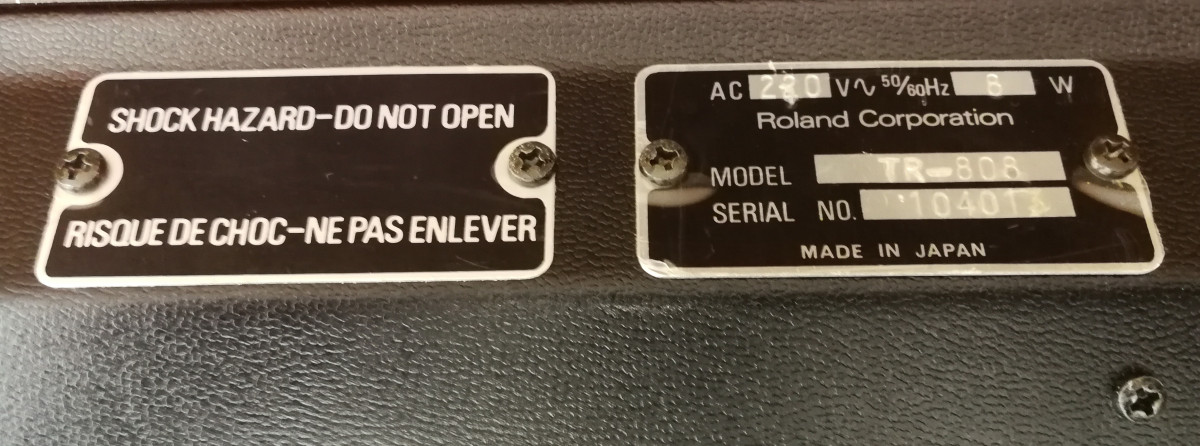 SHOCK HAZARD-DO NOT OPEN
RISQUE DE CHOC-NE PAS ENLEVER
AC 220 V∿ 50/60Hz 8 W
Roland Corporation
MODEL TR-808
SERIAL NO.
MADE IN JAPAN